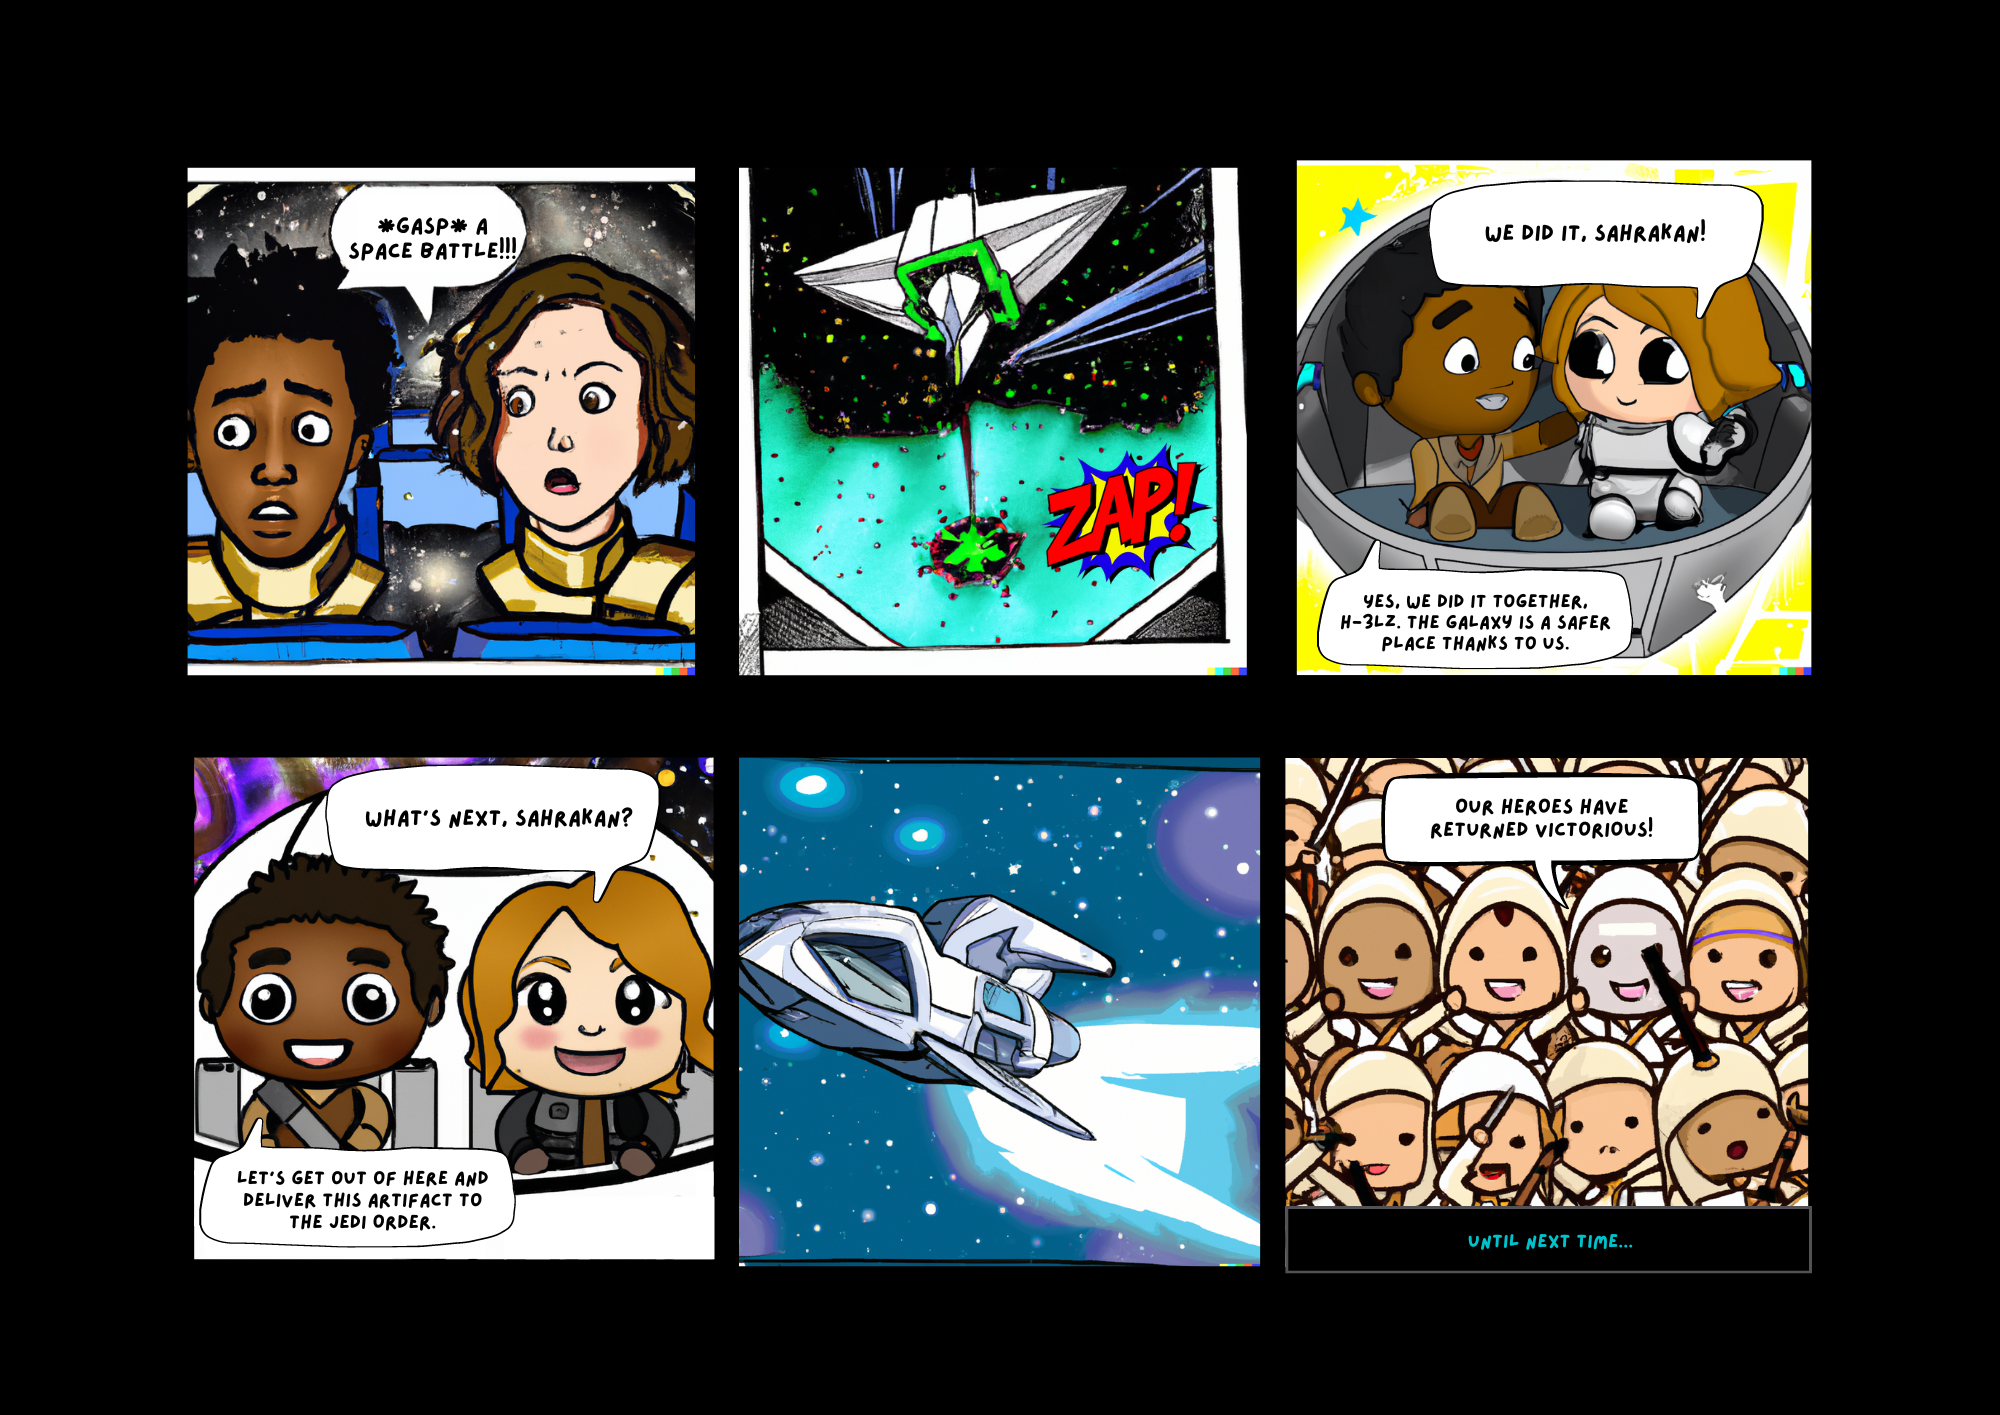 *GASP* A
SPACE BATTLE!!!
ZAP!
WE DID IT, SAHRAKAN!
YES, WE DID IT TOGETHER,
H-3LZ. THE GALAXY IS A SAFER
PLACE THANKS TO US.
WHAT'S NEXT, SAHRAKAN?
LET'S GET OUT OF HERE AND
DELIVER THIS ARTIFACT TO
THE JEDI ORDER.
OUR HEROES HAVE
RETURNED VICTORIOUS!
UNTIL NEXT TIME...